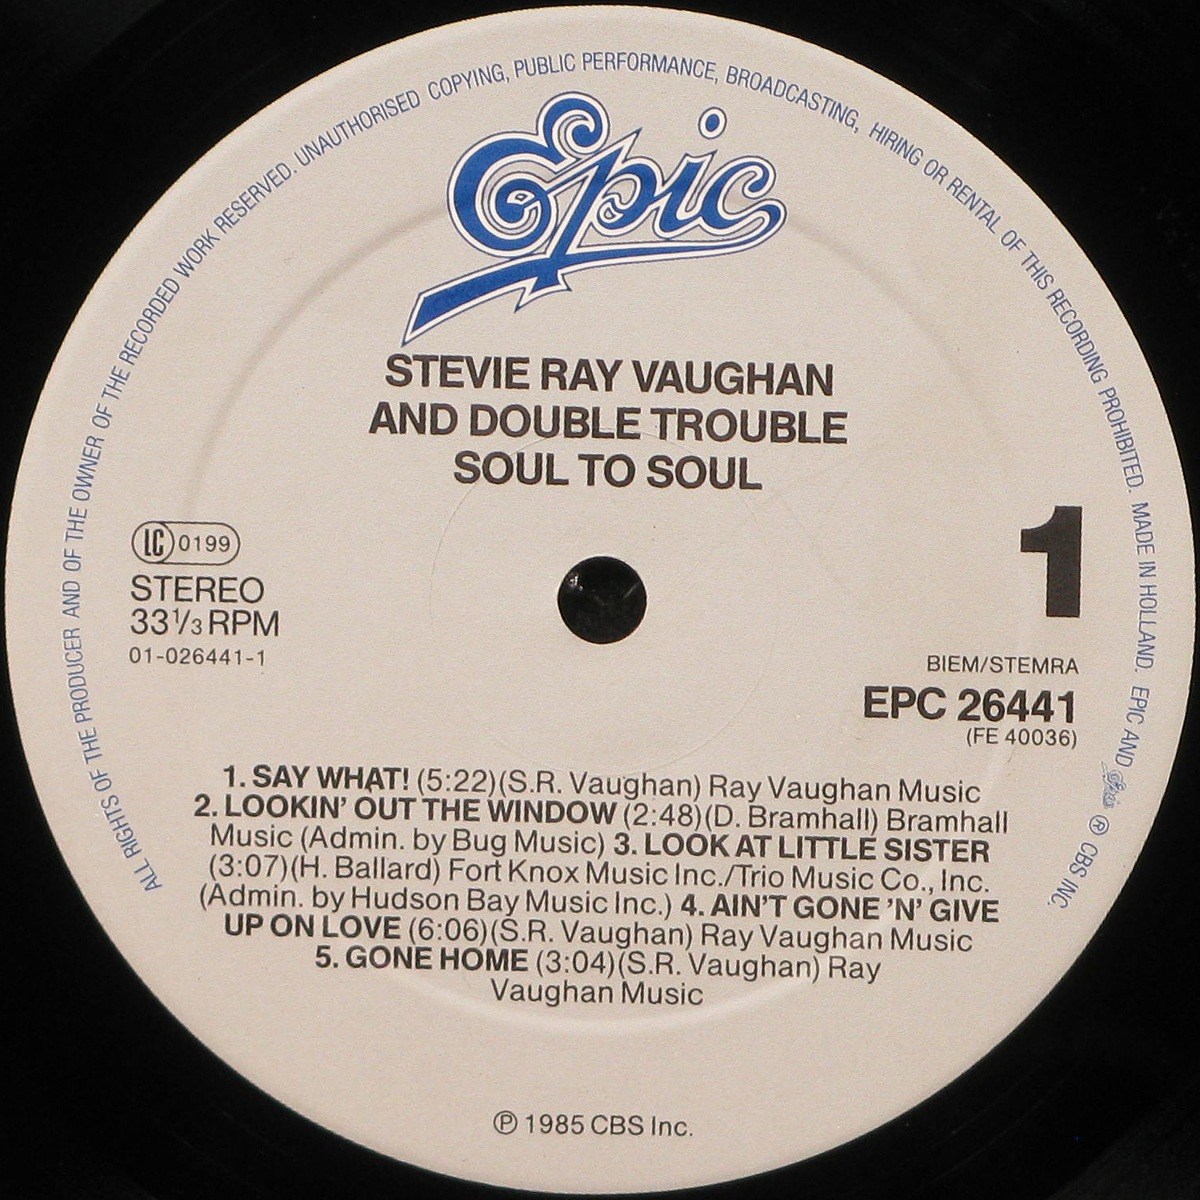 ALL RIGHTS OF THE PRODUCER AND OF THE OWNER OF THE RECORDED WORK RESERVED. UNAUTHORISED COPYING, PUBLIC PERFORMANCE, BROADCASTING, HIRING OR RENTAL OF THIS RECORDING PROHIBITED. MADE IN HOLLAND. EPIC AND Epic ® CBS INC.
Epic
STEVIE RAY VAUGHAN
AND DOUBLE TROUBLE
SOUL TO SOUL
LC 0199
STEREO
33⅓ RPM
01-026441-1
1
BIEM/STEMRA
EPC 26441
(FE 40036)
1. SAY WHAT! (5:22)(S.R. Vaughan) Ray Vaughan Music
2. LOOKIN' OUT THE WINDOW (2:48)(D. Bramhall) Bramhall
Music (Admin. by Bug Music) 3. LOOK AT LITTLE SISTER
(3:07)(H. Ballard) Fort Knox Music Inc./Trio Music Co., Inc.
(Admin. by Hudson Bay Music Inc.) 4. AIN'T GONE 'N' GIVE
UP ON LOVE (6:06)(S.R. Vaughan) Ray Vaughan Music
5. GONE HOME (3:04)(S.R. Vaughan) Ray
Vaughan Music
℗ 1985 CBS Inc.